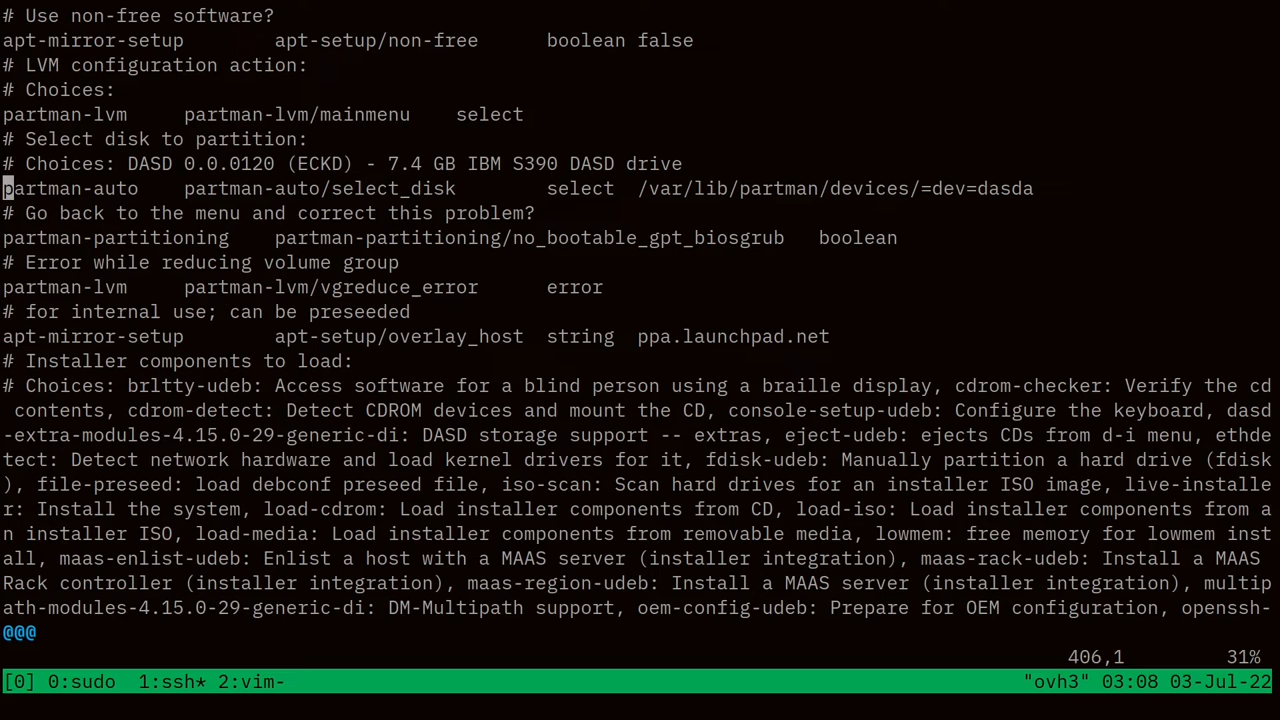 # Use non-free software?
apt-mirror-setup        apt-setup/non-free      boolean false
# LVM configuration action:
# Choices:
partman-lvm     partman-lvm/mainmenu    select
# Select disk to partition:
# Choices: DASD 0.0.0120 (ECKD) - 7.4 GB IBM S390 DASD drive
partman-auto    partman-auto/select_disk        select  /var/lib/partman/devices/=dev=dasda
# Go back to the menu and correct this problem?
partman-partitioning    partman-partitioning/no_bootable_gpt_biosgrub   boolean
# Error while reducing volume group
partman-lvm     partman-lvm/vgreduce_error      error
# for internal use; can be preseeded
apt-mirror-setup        apt-setup/overlay_host  string  ppa.launchpad.net
# Installer components to load:
# Choices: brltty-udeb: Access software for a blind person using a braille display, cdrom-checker: Verify the cd
 contents, cdrom-detect: Detect CDROM devices and mount the CD, console-setup-udeb: Configure the keyboard, dasd
-extra-modules-4.15.0-29-generic-di: DASD storage support -- extras, eject-udeb: ejects CDs from d-i menu, ethde
tect: Detect network hardware and load kernel drivers for it, fdisk-udeb: Manually partition a hard drive (fdisk
), file-preseed: load debconf preseed file, iso-scan: Scan hard drives for an installer ISO image, live-installe
r: Install the system, load-cdrom: Load installer components from CD, load-iso: Load installer components from a
n installer ISO, load-media: Load installer components from removable media, lowmem: free memory for lowmem inst
all, maas-enlist-udeb: Enlist a host with a MAAS server (installer integration), maas-rack-udeb: Install a MAAS
Rack controller (installer integration), maas-region-udeb: Install a MAAS server (installer integration), multip
ath-modules-4.15.0-29-generic-di: DM-Multipath support, oem-config-udeb: Prepare for OEM configuration, openssh-
@@@
406,1         31%
[0] 0:sudo  1:ssh* 2:vim-    "ovh3" 03:08 03-Jul-22